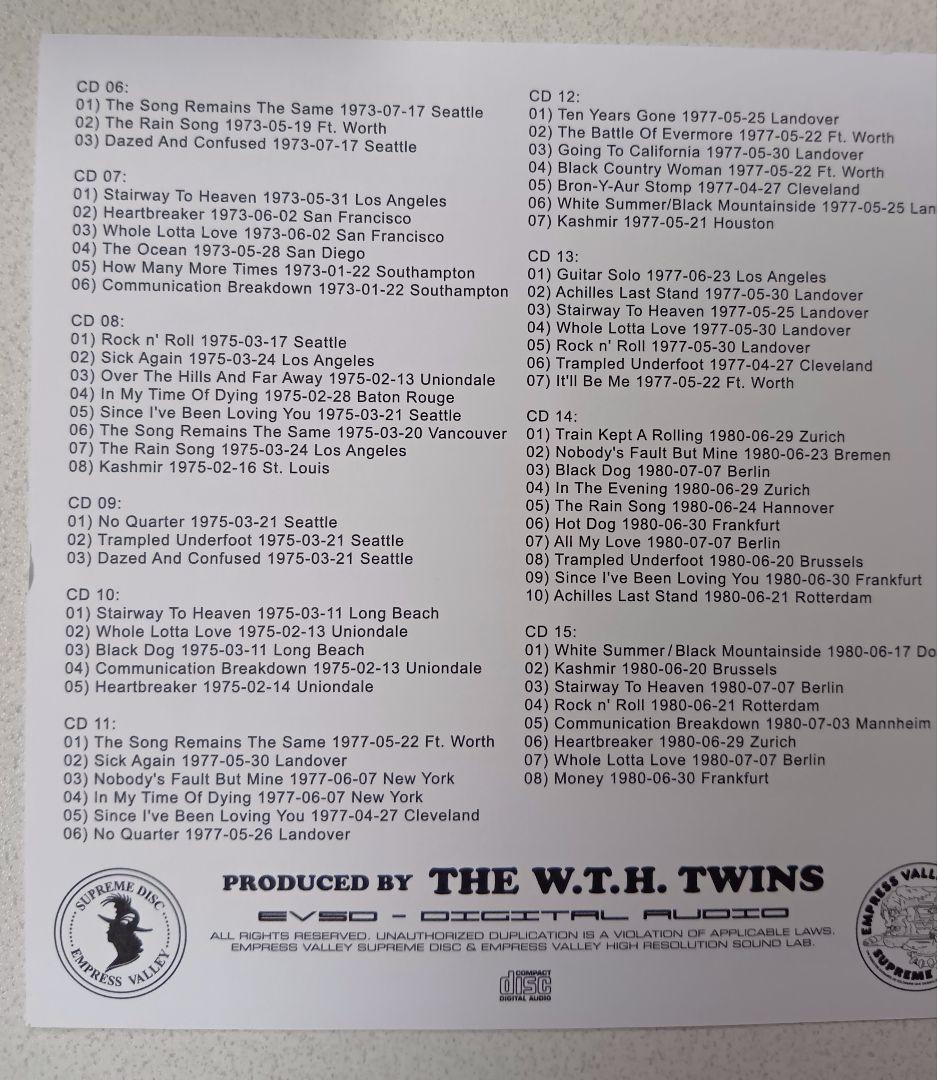 CD 06:
01) The Song Remains The Same 1973-07-17 Seattle
02) The Rain Song 1973-05-19 Ft. Worth
03) Dazed And Confused 1973-07-17 Seattle
CD 07:
01) Stairway To Heaven 1973-05-31 Los Angeles
02) Heartbreaker 1973-06-02 San Francisco
03) Whole Lotta Love 1973-06-02 San Francisco
04) The Ocean 1973-05-28 San Diego
05) How Many More Times 1973-01-22 Southampton
06) Communication Breakdown 1973-01-22 Southampton
CD 08:
01) Rock n' Roll 1975-03-17 Seattle
02) Sick Again 1975-03-24 Los Angeles
03) Over The Hills And Far Away 1975-02-13 Uniondale
04) In My Time Of Dying 1975-02-28 Baton Rouge
05) Since I've Been Loving You 1975-03-21 Seattle
06) The Song Remains The Same 1975-03-20 Vancouver
07) The Rain Song 1975-03-24 Los Angeles
08) Kashmir 1975-02-16 St. Louis
CD 09:
01) No Quarter 1975-03-21 Seattle
02) Trampled Underfoot 1975-03-21 Seattle
03) Dazed And Confused 1975-03-21 Seattle
CD 10:
01) Stairway To Heaven 1975-03-11 Long Beach
02) Whole Lotta Love 1975-02-13 Uniondale
03) Black Dog 1975-03-11 Long Beach
04) Communication Breakdown 1975-02-13 Uniondale
05) Heartbreaker 1975-02-14 Uniondale
CD 11:
01) The Song Remains The Same 1977-05-22 Ft. Worth
02) Sick Again 1977-05-30 Landover
03) Nobody's Fault But Mine 1977-06-07 New York
04) In My Time Of Dying 1977-06-07 New York
05) Since I've Been Loving You 1977-04-27 Cleveland
06) No Quarter 1977-05-26 Landover
CD 12:
01) Ten Years Gone 1977-05-25 Landover
02) The Battle Of Evermore 1977-05-22 Ft. Worth
03) Going To California 1977-05-30 Landover
04) Black Country Woman 1977-05-22 Ft. Worth
05) Bron-Y-Aur Stomp 1977-04-27 Cleveland
06) White Summer/Black Mountainside 1977-05-25 Lan
07) Kashmir 1977-05-21 Houston
CD 13:
01) Guitar Solo 1977-06-23 Los Angeles
02) Achilles Last Stand 1977-05-30 Landover
03) Stairway To Heaven 1977-05-25 Landover
04) Whole Lotta Love 1977-05-30 Landover
05) Rock n' Roll 1977-05-30 Landover
06) Trampled Underfoot 1977-04-27 Cleveland
07) It'll Be Me 1977-05-22 Ft. Worth
CD 14:
01) Train Kept A Rolling 1980-06-29 Zurich
02) Nobody's Fault But Mine 1980-06-23 Bremen
03) Black Dog 1980-07-07 Berlin
04) In The Evening 1980-06-29 Zurich
05) The Rain Song 1980-06-24 Hannover
06) Hot Dog 1980-06-30 Frankfurt
07) All My Love 1980-07-07 Berlin
08) Trampled Underfoot 1980-06-20 Brussels
09) Since I've Been Loving You 1980-06-30 Frankfurt
10) Achilles Last Stand 1980-06-21 Rotterdam
CD 15:
01) White Summer/Black Mountainside 1980-06-17 Do
02) Kashmir 1980-06-20 Brussels
03) Stairway To Heaven 1980-07-07 Berlin
04) Rock n' Roll 1980-06-21 Rotterdam
05) Communication Breakdown 1980-07-03 Mannheim
06) Heartbreaker 1980-06-29 Zurich
07) Whole Lotta Love 1980-07-07 Berlin
08) Money 1980-06-30 Frankfurt
SUPREME DISC
EMPRESS VALLEY
PRODUCED BY THE W.T.H. TWINS
EVSD - DIGITAL AUDIO
ALL RIGHTS RESERVED. UNAUTHORIZED DUPLICATION IS A VIOLATION OF APPLICABLE LAWS.
EMPRESS VALLEY SUPREME DISC & EMPRESS VALLEY HIGH RESOLUTION SOUND LAB.
COMPACT
disc
DIGITAL AUDIO
EMPRESS VALL
SUPREME